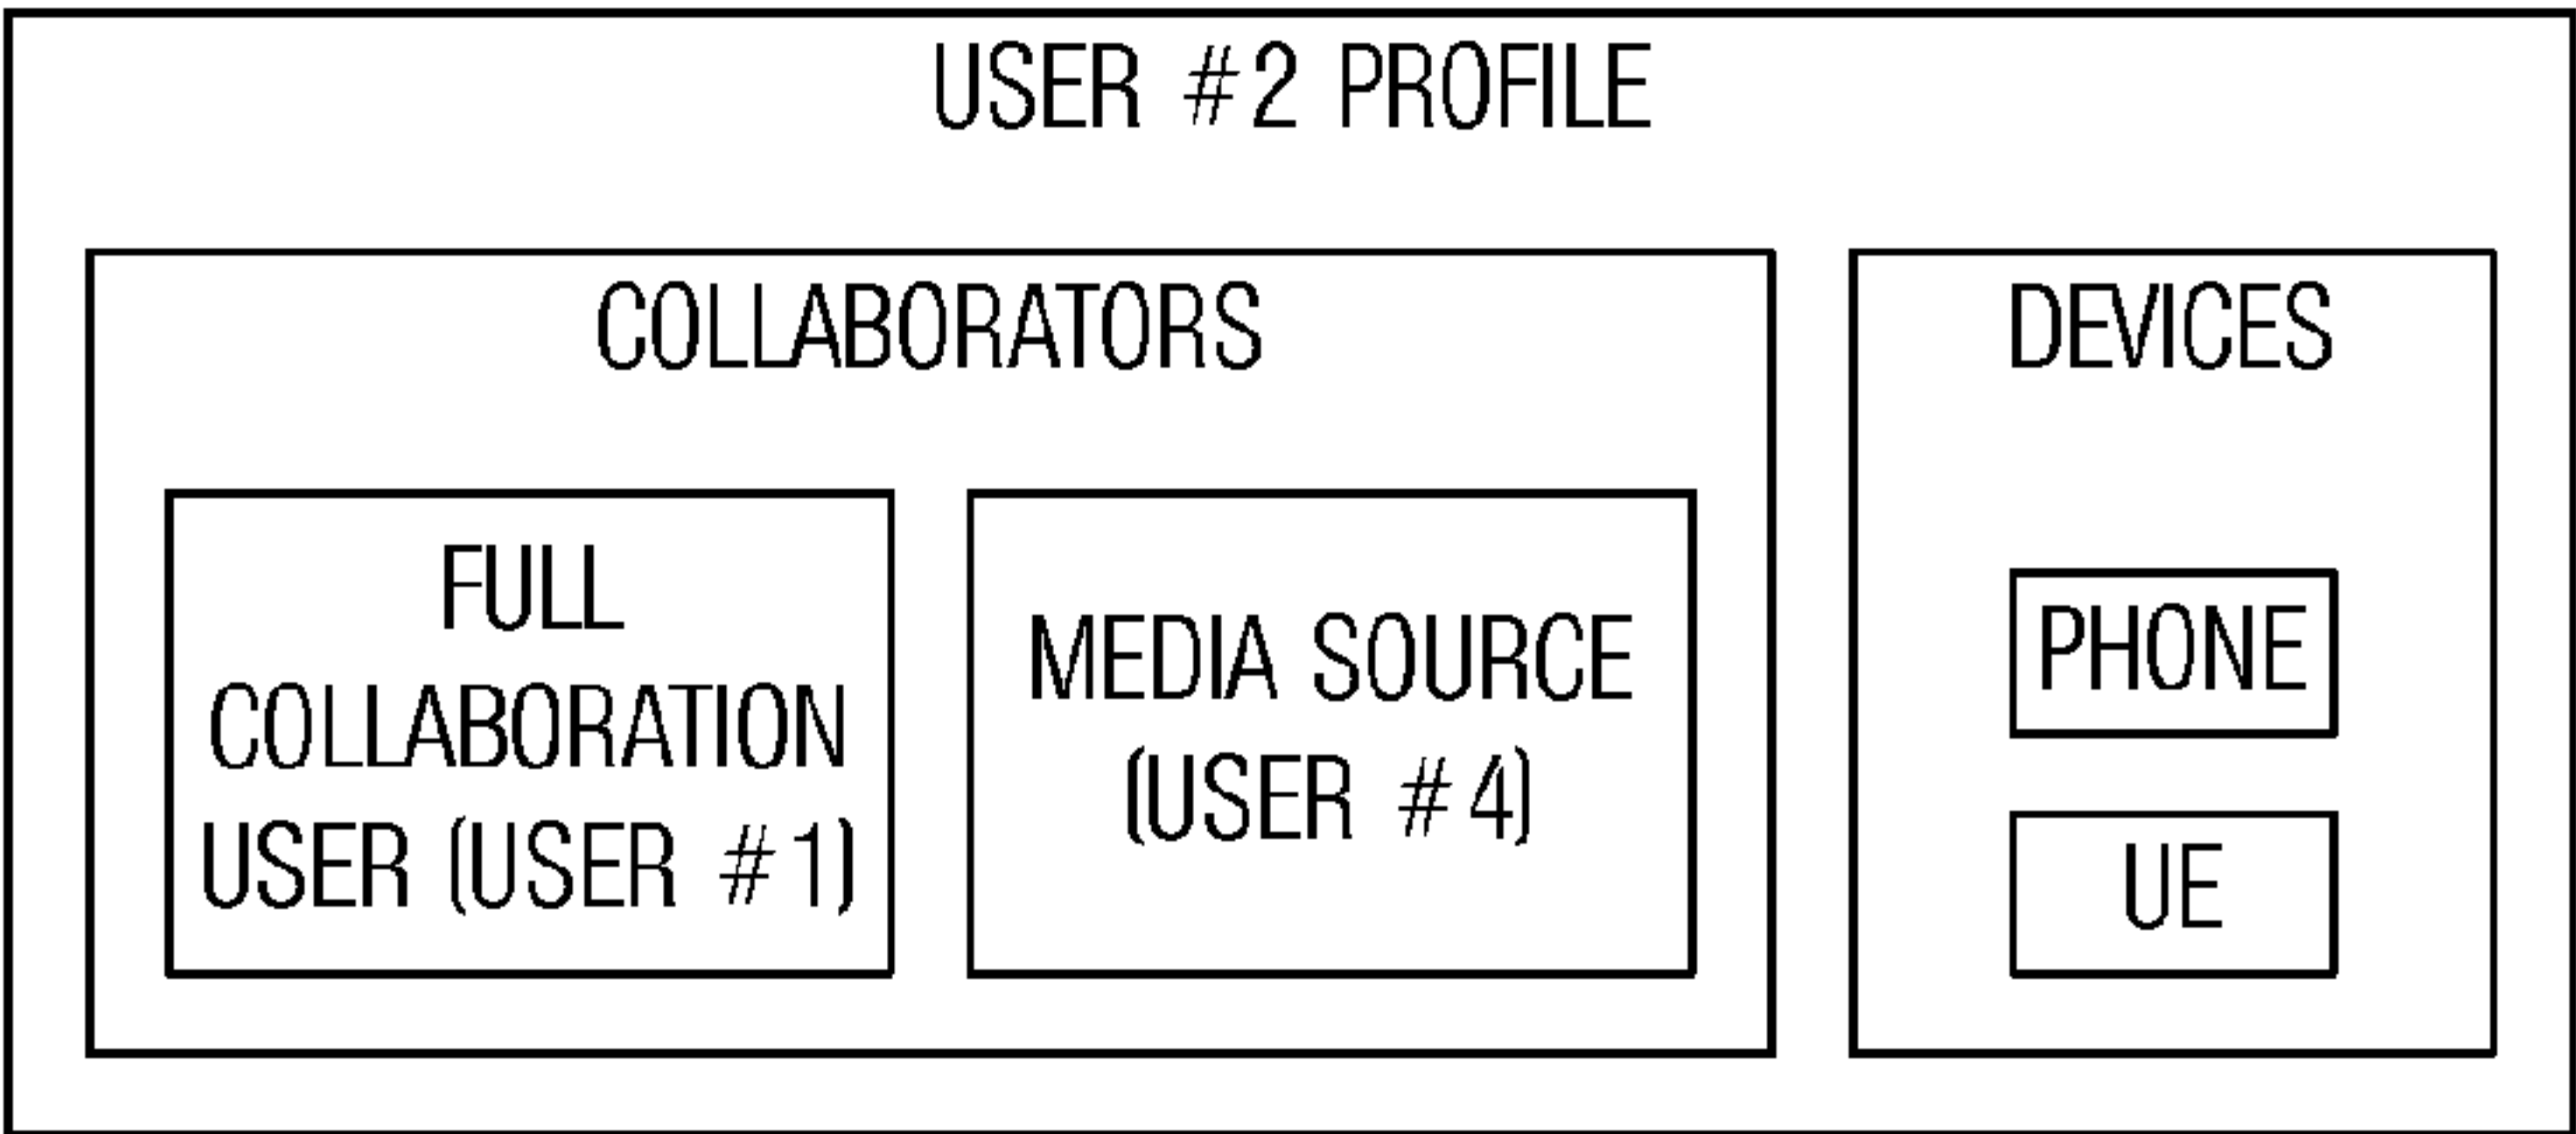 USER #2 PROFILE
COLLABORATORS
FULL
COLLABORATION
USER (USER #1)
MEDIA SOURCE
(USER #4)
DEVICES
PHONE
UE